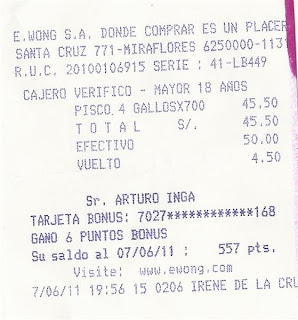 E.WONG S.A. DONDE COMPRAR ES UN PLACER
SANTA CRUZ 771-MIRAFLORES 6250000-1131
R.U.C. 20100106915 SERIE : 41-LB449
CAJERO VERIFICO - MAYOR 18 AÑOS
PISCO 4 GALLOSX700 45.50
T O T A L S/. 45.50
EFECTIVO 50.00
VUELTO 4.50
Sr. ARTURO INGA
TARJETA BONUS: 7027*************168
GANO 6 PUNTOS BONUS
Su saldo al 07/06/11 : 557 pts.
Visite: www.ewong.com
7/06/11 19:56 15 0206 IRENE DE LA CRU